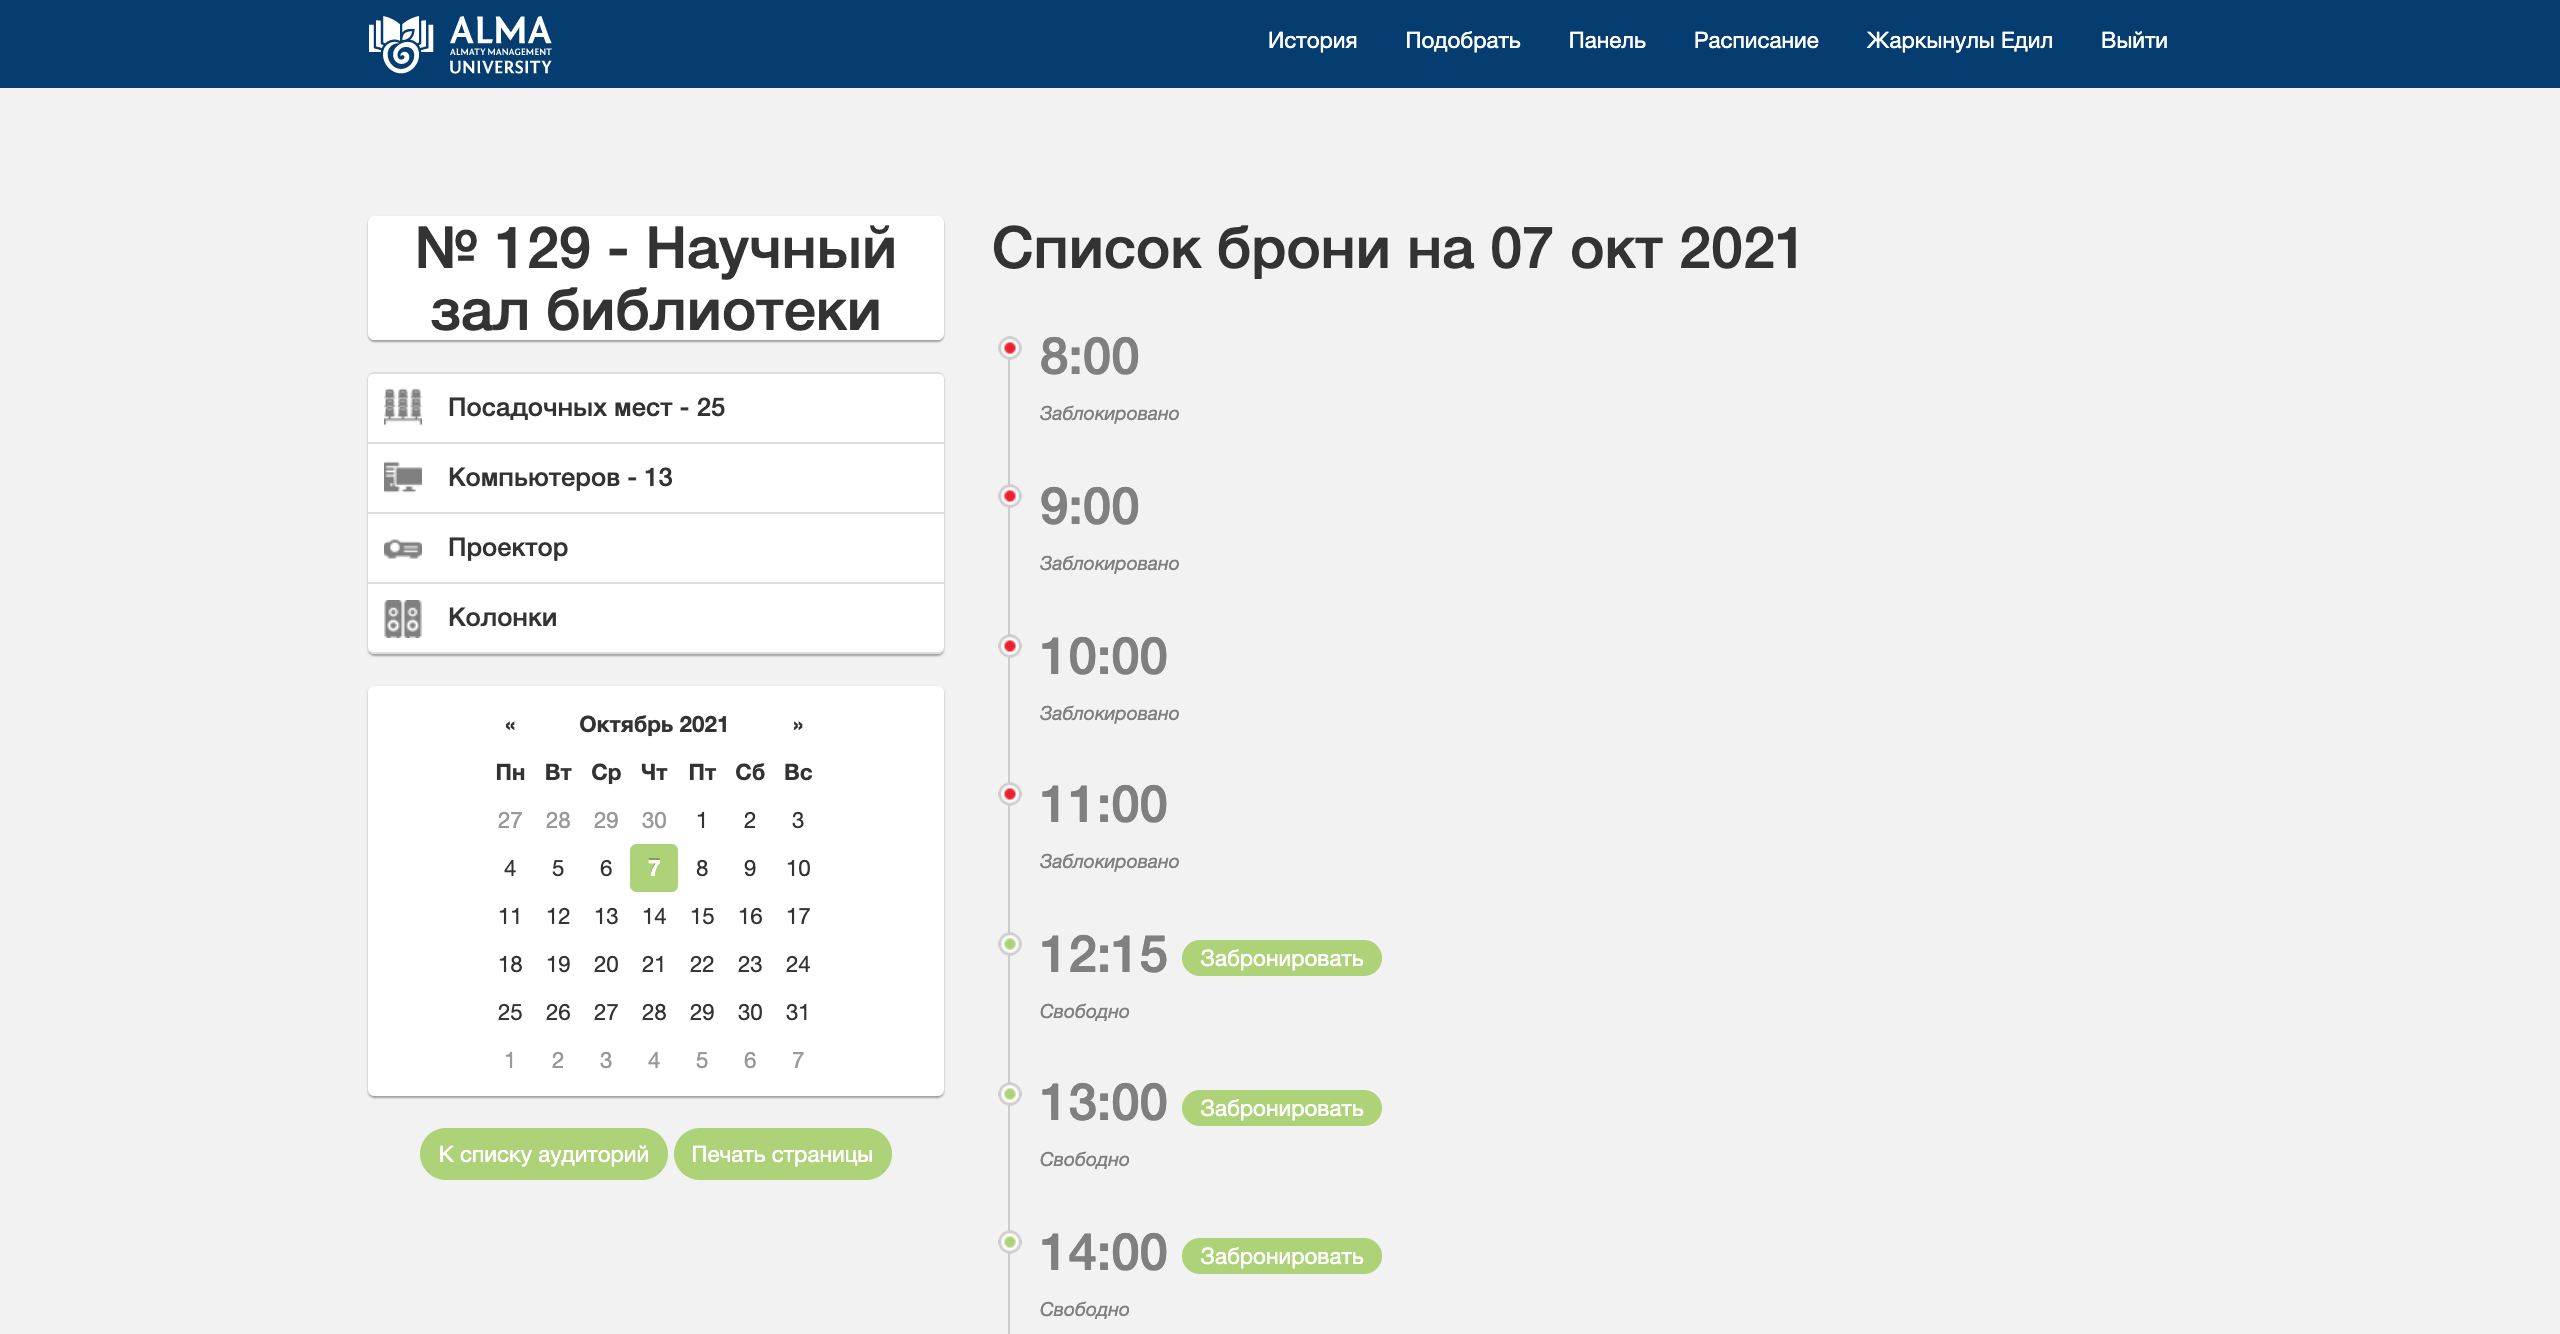 ALMA
ALMATY MANAGEMENT
UNIVERSITY
История Подобрать Панель Расписание Жаркынулы Едил Выйти
№ 129 - Научный
зал библиотеки
Посадочных мест - 25
Компьютеров - 13
Проектор
Колонки
« Октябрь 2021 »
Пн Вт Ср Чт Пт Сб Вс
27 28 29 30 1 2 3
4 5 6 7 8 9 10
11 12 13 14 15 16 17
18 19 20 21 22 23 24
25 26 27 28 29 30 31
1 2 3 4 5 6 7
К списку аудиторий Печать страницы
Список брони на 07 окт 2021
8:00
Заблокировано
9:00
Заблокировано
10:00
Заблокировано
11:00
Заблокировано
12:15 Забронировать
Свободно
13:00 Забронировать
Свободно
14:00 Забронировать
Свободно